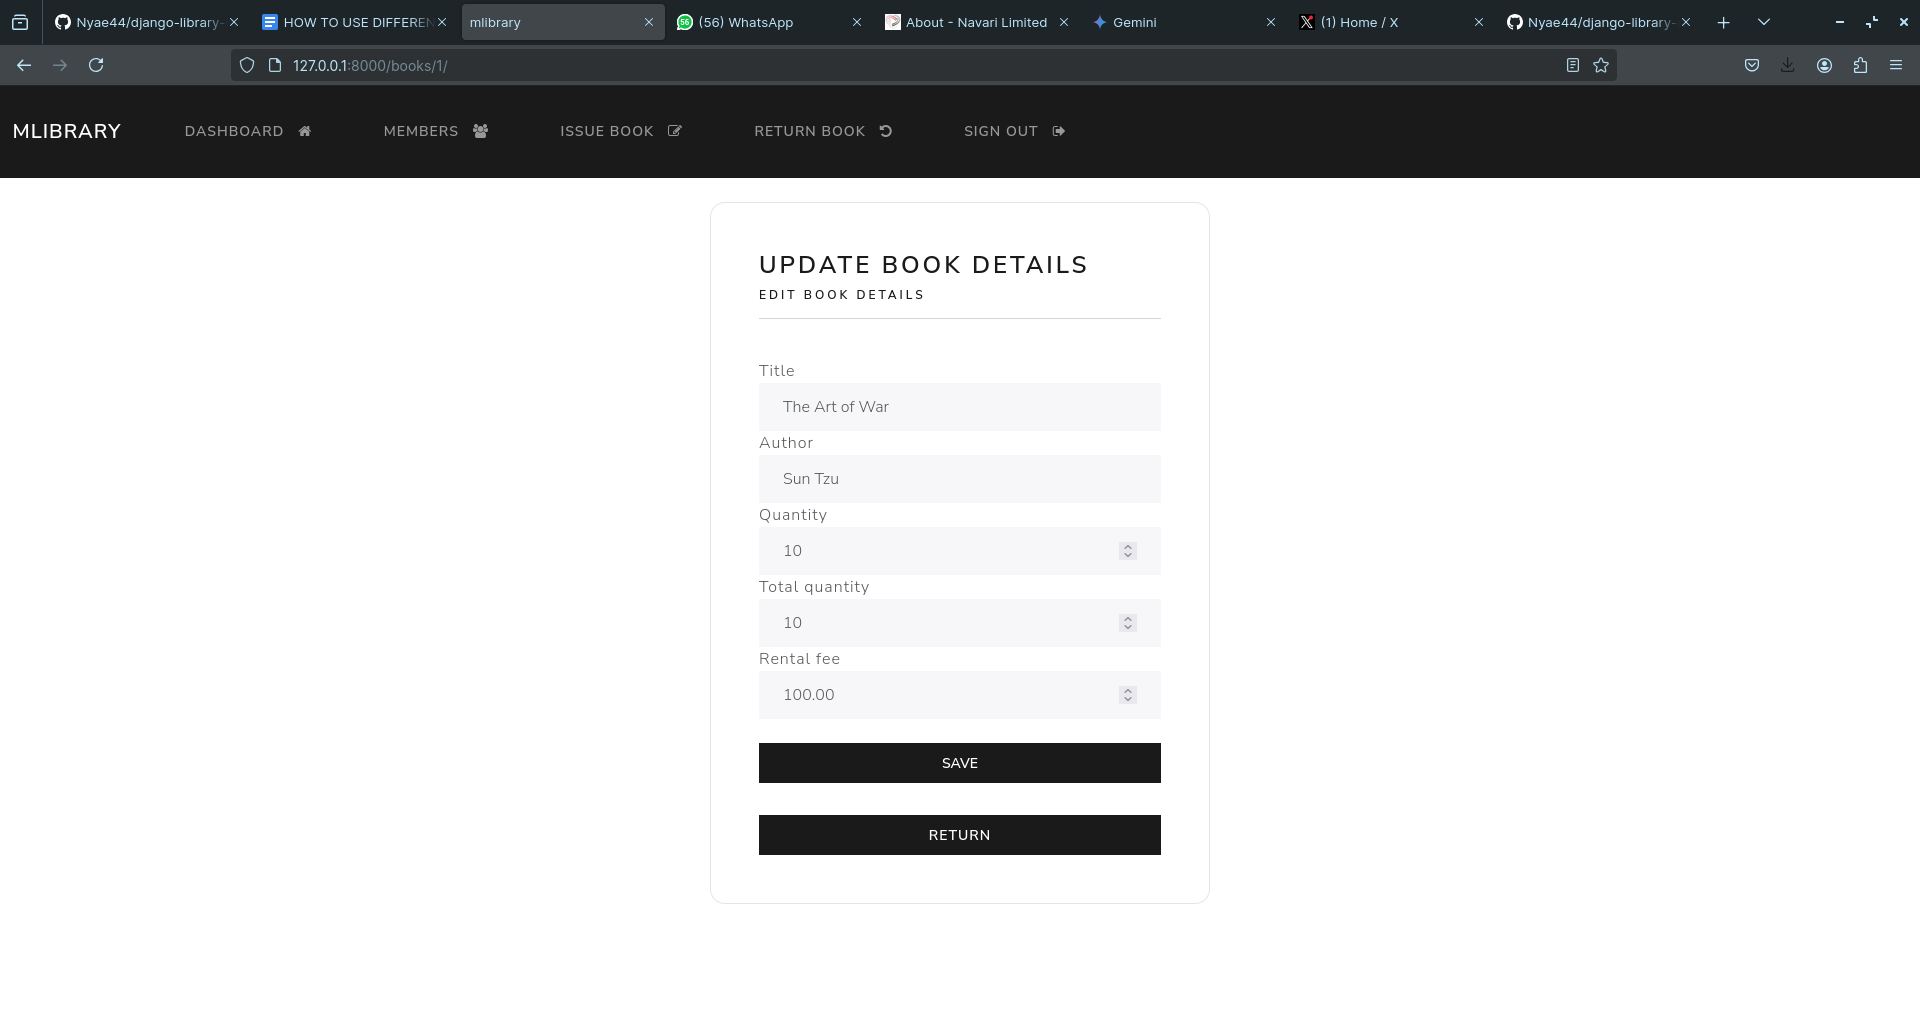 Nyae44/django-library-
HOW TO USE DIFFEREN
mlibrary
56 (56) WhatsApp
About - Navari Limited
Gemini
(1) Home / X
Nyae44/django-library-
127.0.0.1:8000/books/1/
MLIBRARY
DASHBOARD
MEMBERS
ISSUE BOOK
RETURN BOOK
SIGN OUT
UPDATE BOOK DETAILS
EDIT BOOK DETAILS
Title
The Art of War
Author
Sun Tzu
Quantity
10
Total quantity
10
Rental fee
100.00
SAVE
RETURN